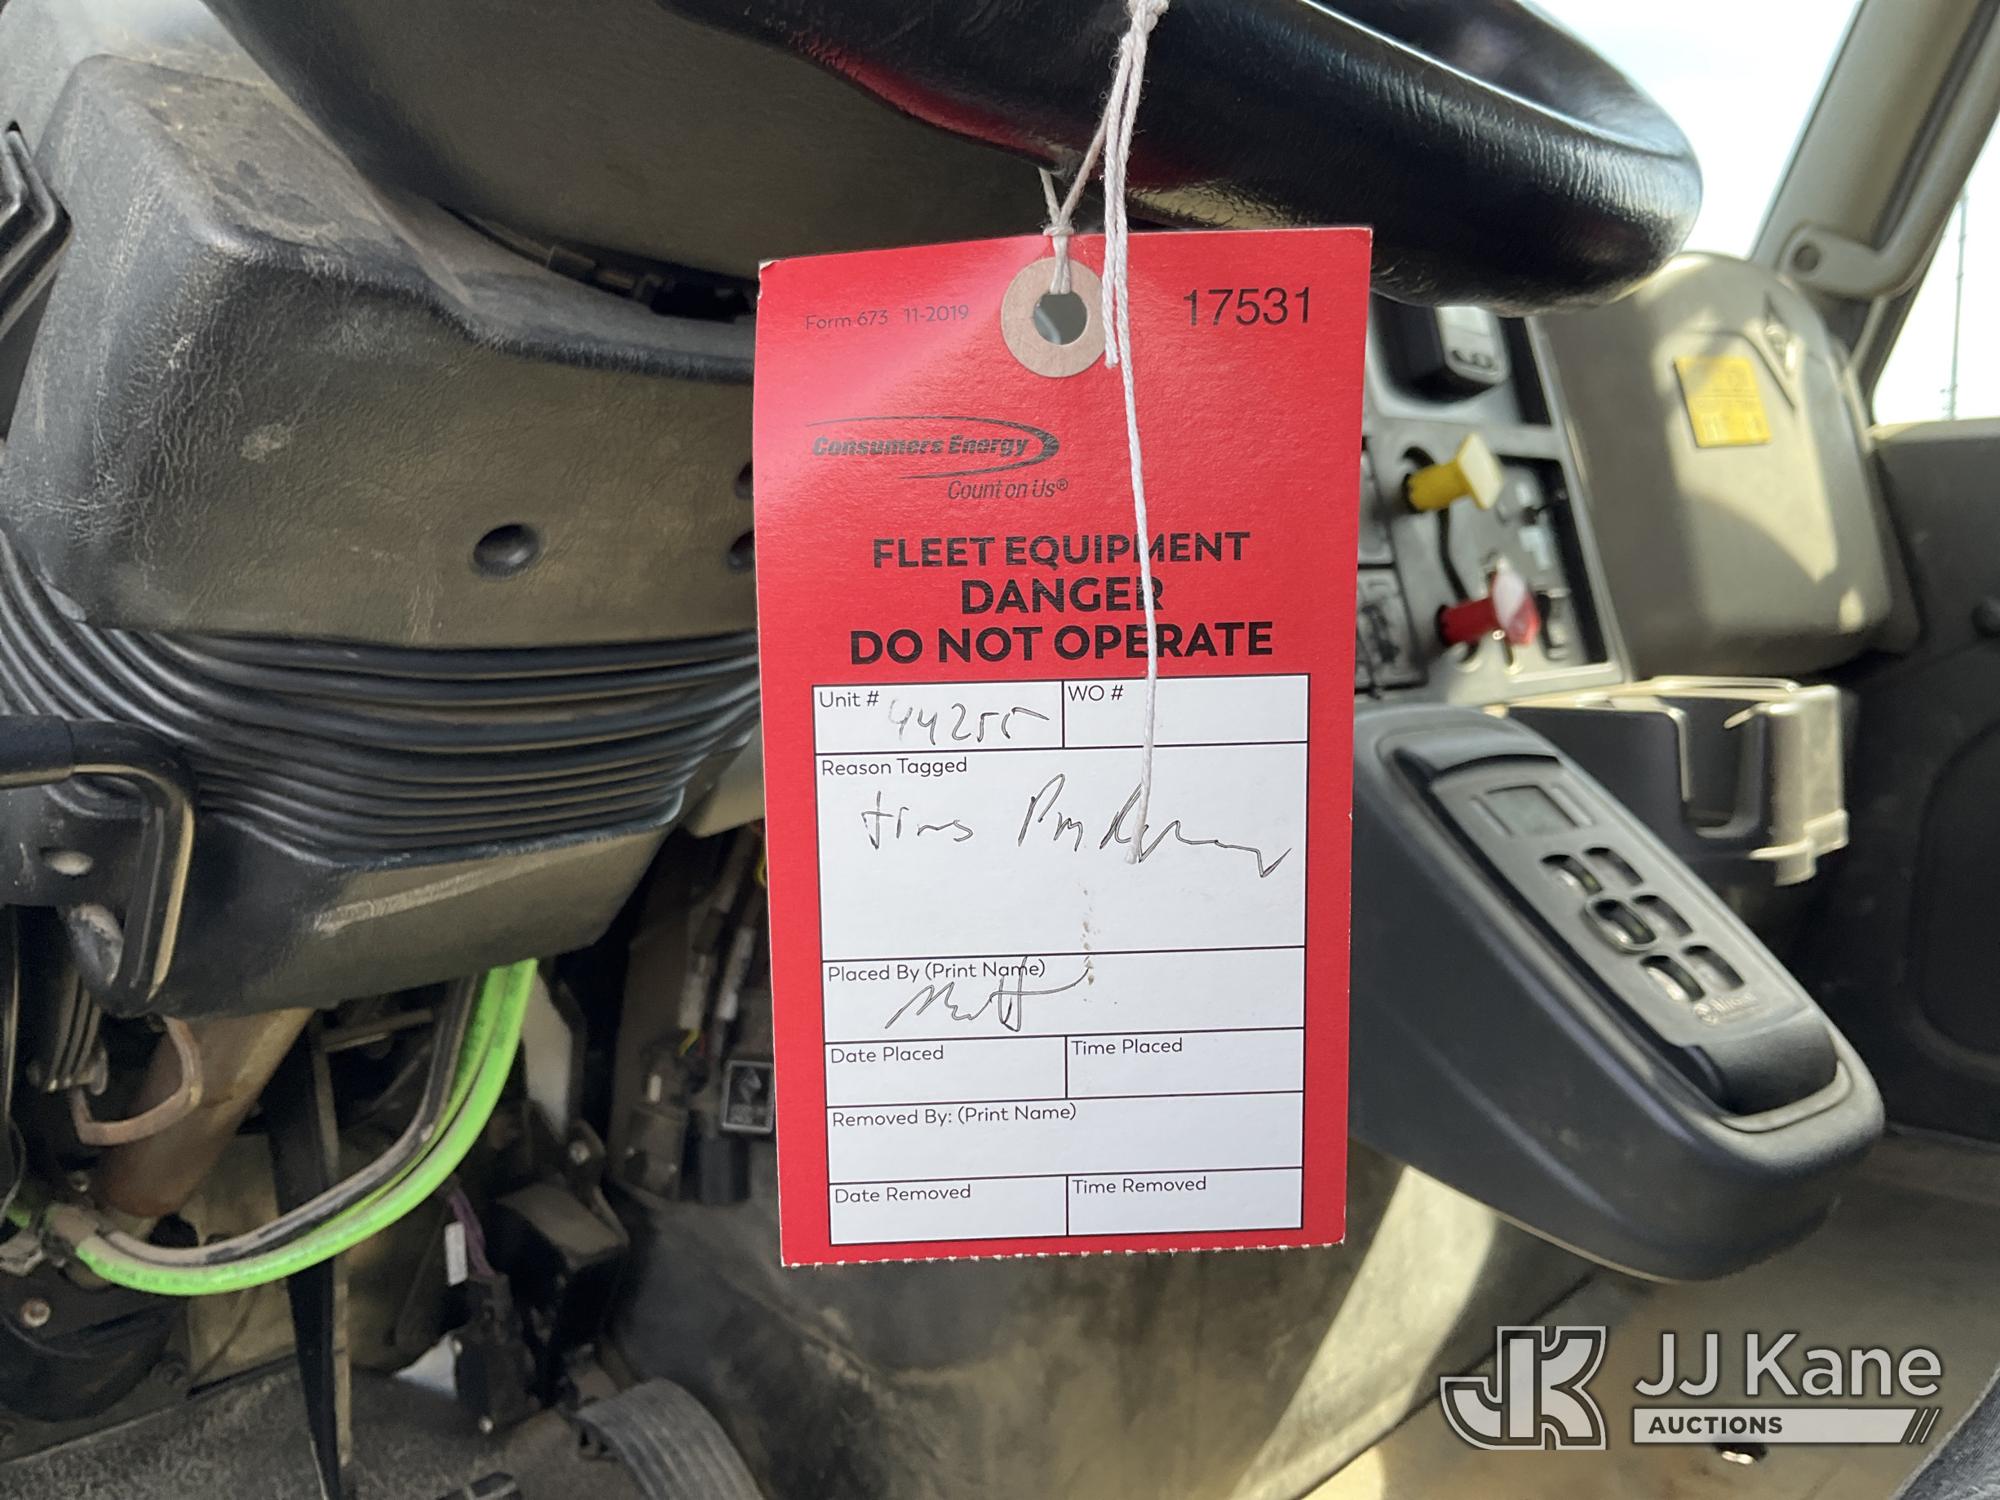 Form 673 11-2019
17531
Consumers Energy
Count on Us®
FLEET EQUIPMENT
DANGER
DO NOT OPERATE
Unit # 44255
WO #
Reason Tagged
Placed By (Print Name)
Matt
Date Placed
Time Placed
Removed By: (Print Name)
Date Removed
Time Removed
JK JJ Kane
AUCTIONS